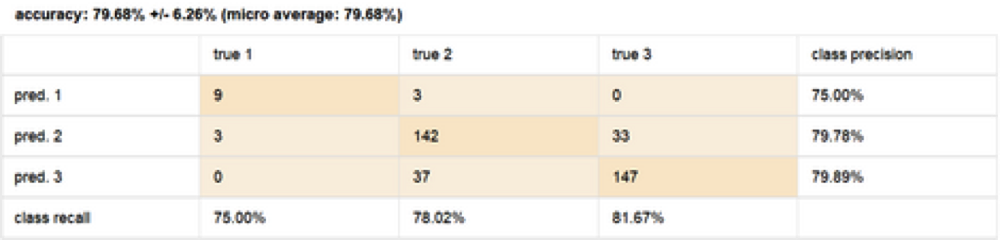 accuracy: 79.68% +/- 6.26% (micro average: 79.68%)
true 1 true 2 true 3 class precision
pred. 1 9 3 0 75.00%
pred. 2 3 142 33 79.78%
pred. 3 0 37 147 79.89%
class recall 75.00% 78.02% 81.67%